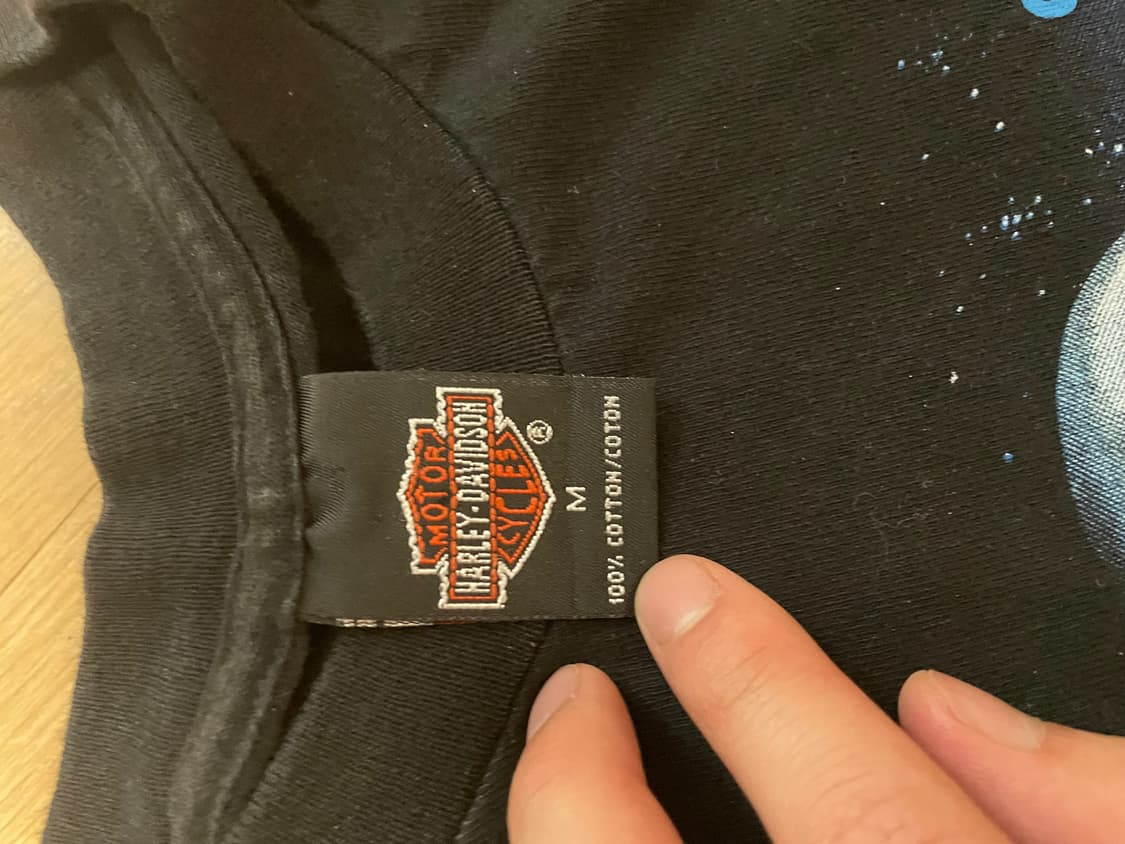 MOTOR
HARLEY-DAVIDSON
CYCLES
®
M
100% COTTON/COTON